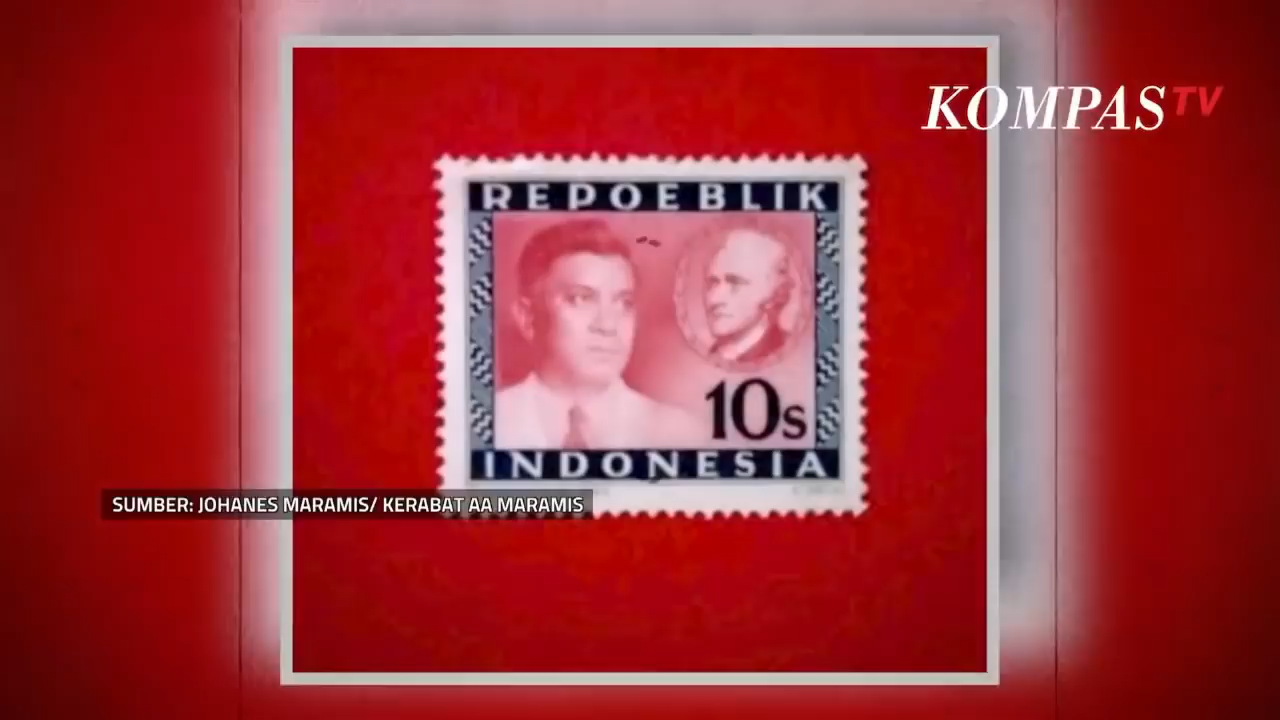 KOMPASTV
REPOEBLIK
10s
INDONESIA
SUMBER: JOHANES MARAMIS/ KERABAT AA MARAMIS